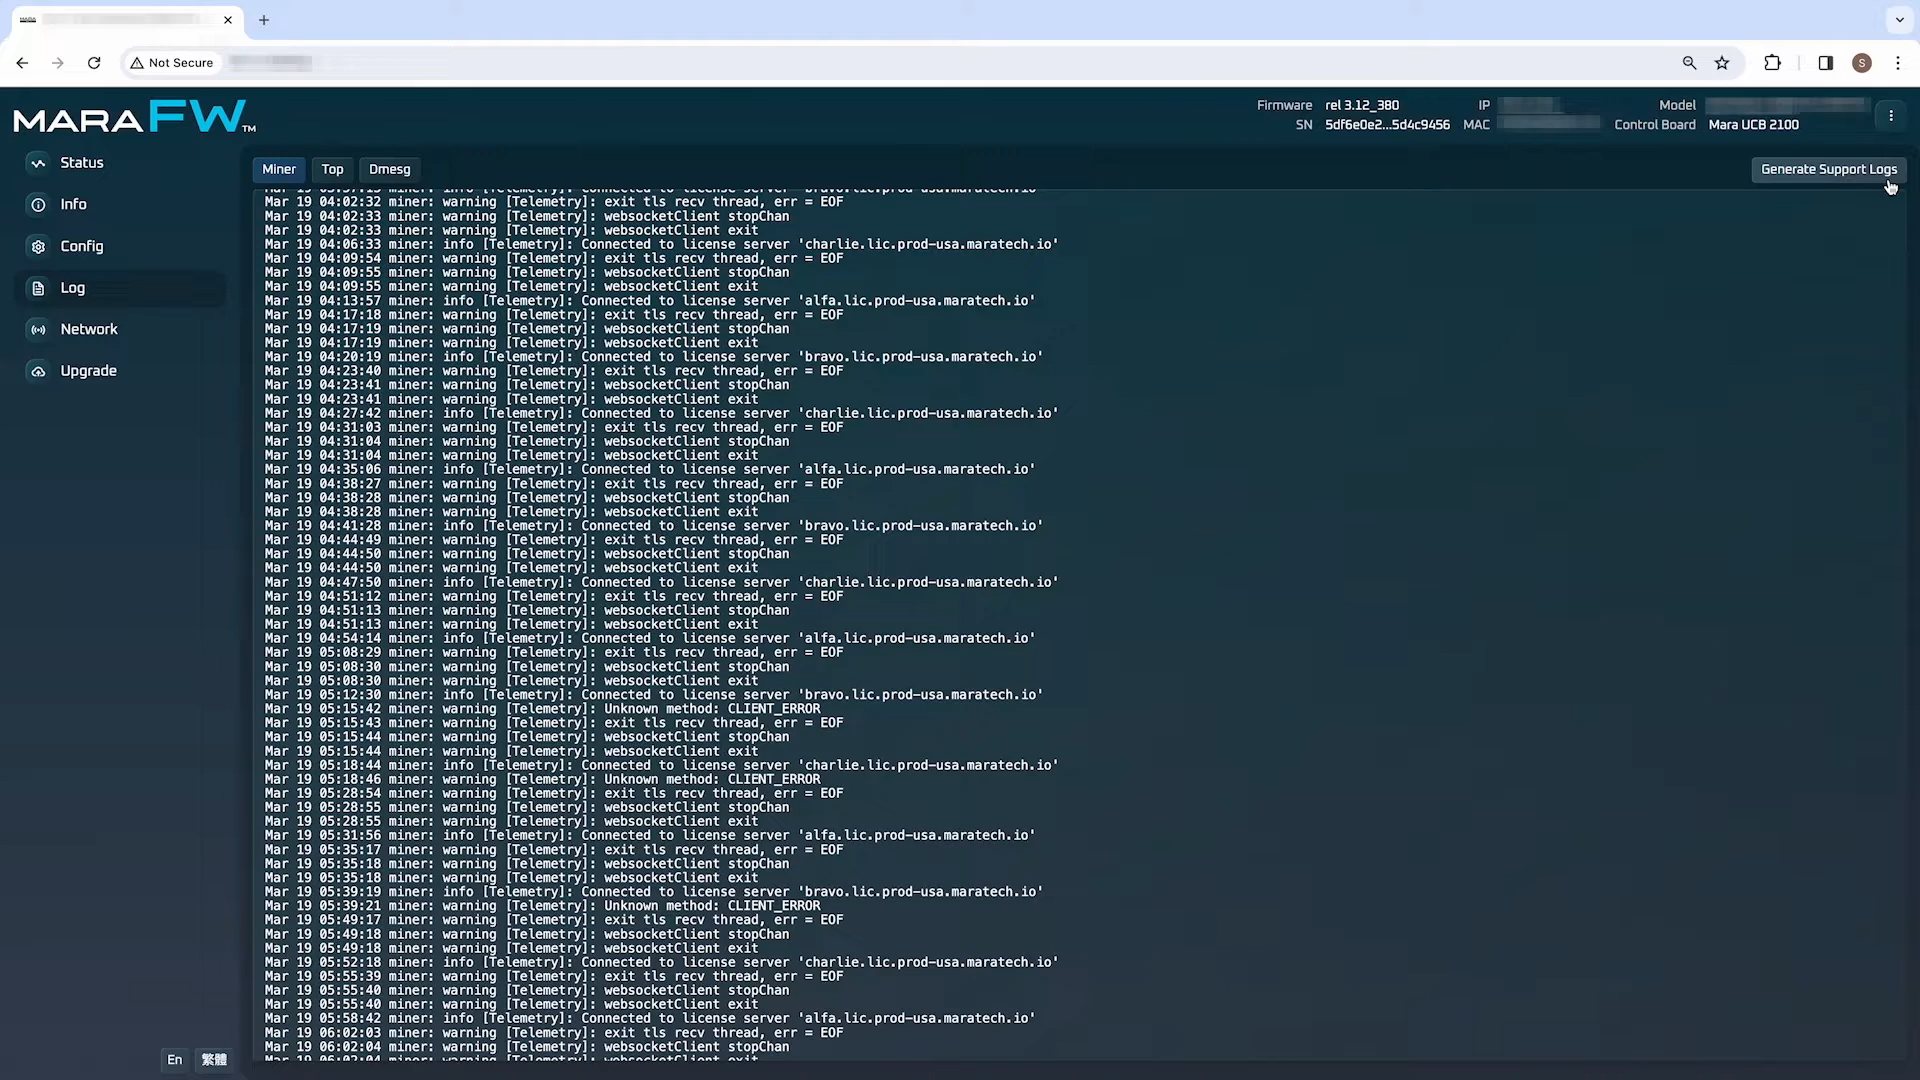 MARA
Not Secure
S
MARA FW TM
Firmware rel 3.12_380 IP Model
SN 5df6e0e2...5d4c9456 MAC Control Board Mara UCB 2100
Status
Info
Config
Log
Network
Upgrade
Miner Top Dmesg Generate Support Logs
Mar 19 03:57:13 miner: info [Telemetry]: Connected to license server 'bravo.lic.prod-usa.maratech.io'
Mar 19 04:02:32 miner: warning [Telemetry]: exit tls recv thread, err = EOF
Mar 19 04:02:33 miner: warning [Telemetry]: websocketClient stopChan
Mar 19 04:02:33 miner: warning [Telemetry]: websocketClient exit
Mar 19 04:06:33 miner: info [Telemetry]: Connected to license server 'charlie.lic.prod-usa.maratech.io'
Mar 19 04:09:54 miner: warning [Telemetry]: exit tls recv thread, err = EOF
Mar 19 04:09:55 miner: warning [Telemetry]: websocketClient stopChan
Mar 19 04:09:55 miner: warning [Telemetry]: websocketClient exit
Mar 19 04:13:57 miner: info [Telemetry]: Connected to license server 'alfa.lic.prod-usa.maratech.io'
Mar 19 04:17:18 miner: warning [Telemetry]: exit tls recv thread, err = EOF
Mar 19 04:17:19 miner: warning [Telemetry]: websocketClient stopChan
Mar 19 04:17:19 miner: warning [Telemetry]: websocketClient exit
Mar 19 04:20:19 miner: info [Telemetry]: Connected to license server 'bravo.lic.prod-usa.maratech.io'
Mar 19 04:23:40 miner: warning [Telemetry]: exit tls recv thread, err = EOF
Mar 19 04:23:41 miner: warning [Telemetry]: websocketClient stopChan
Mar 19 04:23:41 miner: warning [Telemetry]: websocketClient exit
Mar 19 04:27:42 miner: info [Telemetry]: Connected to license server 'charlie.lic.prod-usa.maratech.io'
Mar 19 04:31:03 miner: warning [Telemetry]: exit tls recv thread, err = EOF
Mar 19 04:31:04 miner: warning [Telemetry]: websocketClient stopChan
Mar 19 04:31:04 miner: warning [Telemetry]: websocketClient exit
Mar 19 04:35:06 miner: info [Telemetry]: Connected to license server 'alfa.lic.prod-usa.maratech.io'
Mar 19 04:38:27 miner: warning [Telemetry]: exit tls recv thread, err = EOF
Mar 19 04:38:28 miner: warning [Telemetry]: websocketClient stopChan
Mar 19 04:38:28 miner: warning [Telemetry]: websocketClient exit
Mar 19 04:41:28 miner: info [Telemetry]: Connected to license server 'bravo.lic.prod-usa.maratech.io'
Mar 19 04:44:49 miner: warning [Telemetry]: exit tls recv thread, err = EOF
Mar 19 04:44:50 miner: warning [Telemetry]: websocketClient stopChan
Mar 19 04:44:50 miner: warning [Telemetry]: websocketClient exit
Mar 19 04:47:50 miner: info [Telemetry]: Connected to license server 'charlie.lic.prod-usa.maratech.io'
Mar 19 04:51:12 miner: warning [Telemetry]: exit tls recv thread, err = EOF
Mar 19 04:51:13 miner: warning [Telemetry]: websocketClient stopChan
Mar 19 04:51:13 miner: warning [Telemetry]: websocketClient exit
Mar 19 04:54:14 miner: info [Telemetry]: Connected to license server 'alfa.lic.prod-usa.maratech.io'
Mar 19 05:08:29 miner: warning [Telemetry]: exit tls recv thread, err = EOF
Mar 19 05:08:30 miner: warning [Telemetry]: websocketClient stopChan
Mar 19 05:08:30 miner: warning [Telemetry]: websocketClient exit
Mar 19 05:12:30 miner: info [Telemetry]: Connected to license server 'bravo.lic.prod-usa.maratech.io'
Mar 19 05:15:42 miner: warning [Telemetry]: Unknown method: CLIENT_ERROR
Mar 19 05:15:43 miner: warning [Telemetry]: exit tls recv thread, err = EOF
Mar 19 05:15:44 miner: warning [Telemetry]: websocketClient stopChan
Mar 19 05:15:44 miner: warning [Telemetry]: websocketClient exit
Mar 19 05:18:44 miner: info [Telemetry]: Connected to license server 'charlie.lic.prod-usa.maratech.io'
Mar 19 05:18:46 miner: warning [Telemetry]: Unknown method: CLIENT_ERROR
Mar 19 05:28:54 miner: warning [Telemetry]: exit tls recv thread, err = EOF
Mar 19 05:28:55 miner: warning [Telemetry]: websocketClient stopChan
Mar 19 05:28:55 miner: warning [Telemetry]: websocketClient exit
Mar 19 05:31:56 miner: info [Telemetry]: Connected to license server 'alfa.lic.prod-usa.maratech.io'
Mar 19 05:35:17 miner: warning [Telemetry]: exit tls recv thread, err = EOF
Mar 19 05:35:18 miner: warning [Telemetry]: websocketClient stopChan
Mar 19 05:35:18 miner: warning [Telemetry]: websocketClient exit
Mar 19 05:39:19 miner: info [Telemetry]: Connected to license server 'bravo.lic.prod-usa.maratech.io'
Mar 19 05:39:21 miner: warning [Telemetry]: Unknown method: CLIENT_ERROR
Mar 19 05:49:17 miner: warning [Telemetry]: exit tls recv thread, err = EOF
Mar 19 05:49:18 miner: warning [Telemetry]: websocketClient stopChan
Mar 19 05:49:18 miner: warning [Telemetry]: websocketClient exit
Mar 19 05:52:18 miner: info [Telemetry]: Connected to license server 'charlie.lic.prod-usa.maratech.io'
Mar 19 05:55:39 miner: warning [Telemetry]: exit tls recv thread, err = EOF
Mar 19 05:55:40 miner: warning [Telemetry]: websocketClient stopChan
Mar 19 05:55:40 miner: warning [Telemetry]: websocketClient exit
Mar 19 05:58:42 miner: info [Telemetry]: Connected to license server 'alfa.lic.prod-usa.maratech.io'
Mar 19 06:02:03 miner: warning [Telemetry]: exit tls recv thread, err = EOF
Mar 19 06:02:04 miner: warning [Telemetry]: websocketClient stopChan
Mar 19 06:02:04 miner: warning [Telemetry]: websocketClient exit
En 繁體